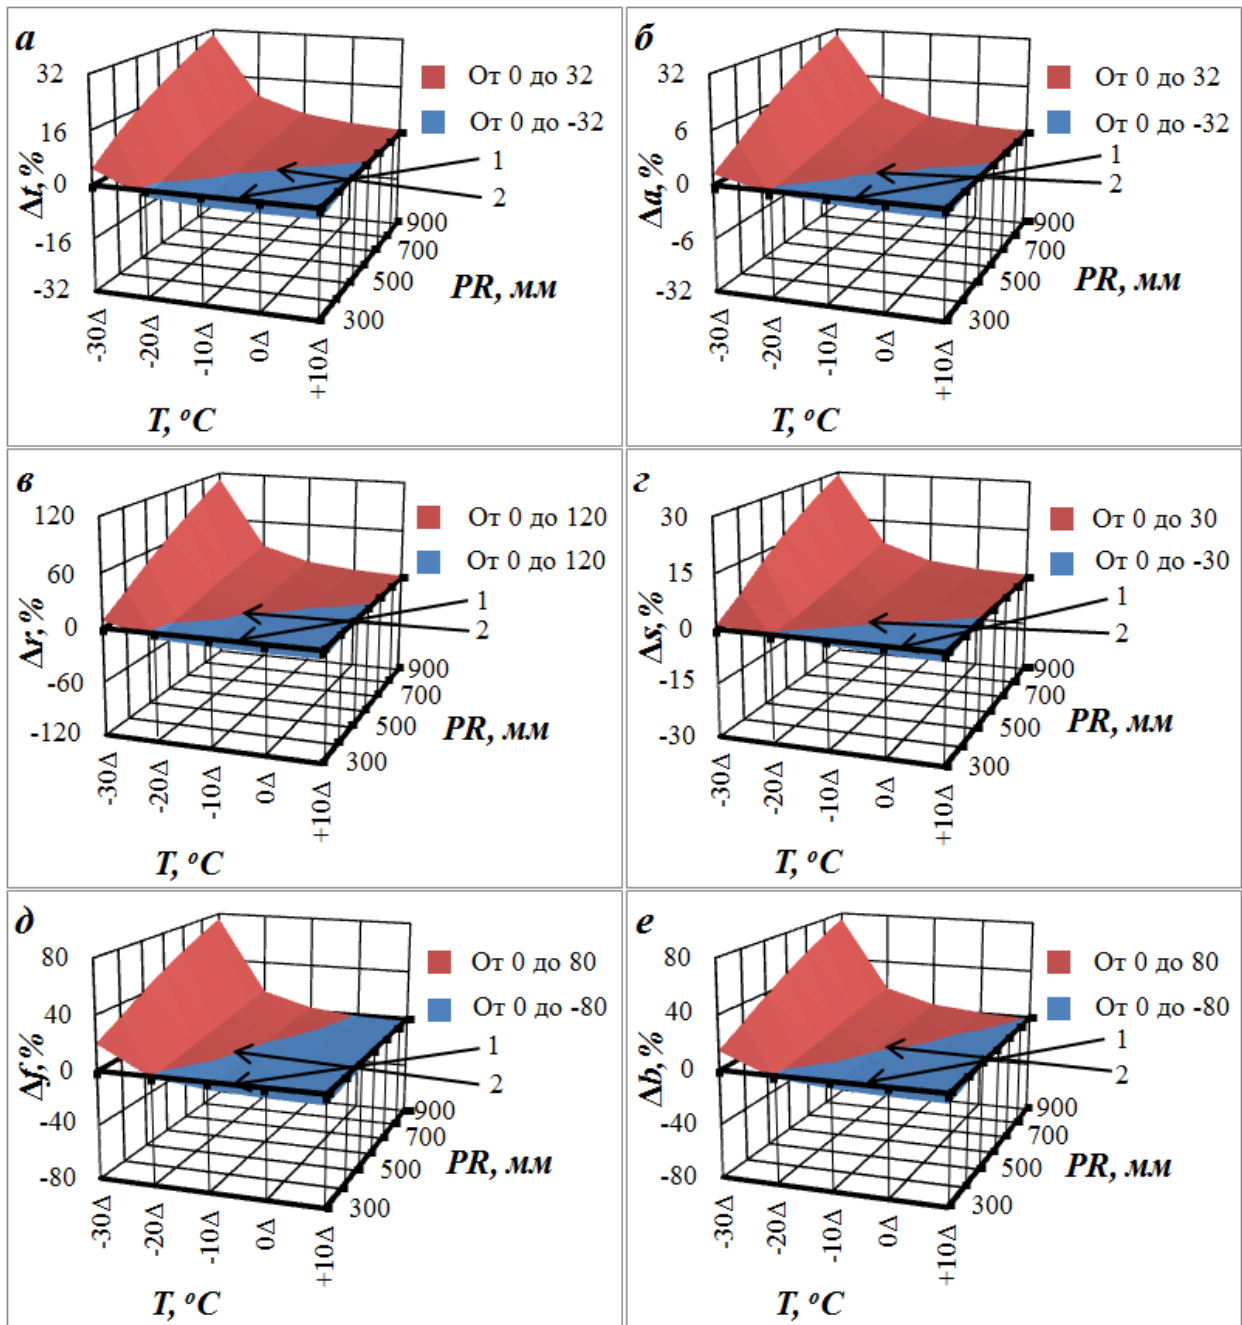 а
Δt,%
32
16
0
-16
-32
От 0 до 32
От 0 до -32
1
2
900
700
500
300
PR, мм
-30Δ
-20Δ
-10Δ
0Δ
+10Δ
T, °C
б
Δa,%
32
6
0
-6
-32
От 0 до 32
От 0 до -32
1
2
900
700
500
300
PR, мм
-30Δ
-20Δ
-10Δ
0Δ
+10Δ
T, °C
в
Δr,%
120
60
0
-60
-120
От 0 до 120
От 0 до 120
1
2
900
700
500
300
PR, мм
-30Δ
-20Δ
-10Δ
0Δ
+10Δ
T, °C
г
Δs,%
30
15
0
-15
-30
От 0 до 30
От 0 до -30
1
2
900
700
500
300
PR, мм
-30Δ
-20Δ
-10Δ
0Δ
+10Δ
T, °C
д
Δf,%
80
40
0
-40
-80
От 0 до 80
От 0 до -80
1
2
900
700
500
300
PR, мм
-30Δ
-20Δ
-10Δ
0Δ
+10Δ
T, °C
е
Δb,%
80
40
0
-40
-80
От 0 до 80
От 0 до -80
1
2
900
700
500
300
PR, мм
-30Δ
-20Δ
-10Δ
0Δ
+10Δ
T, °C